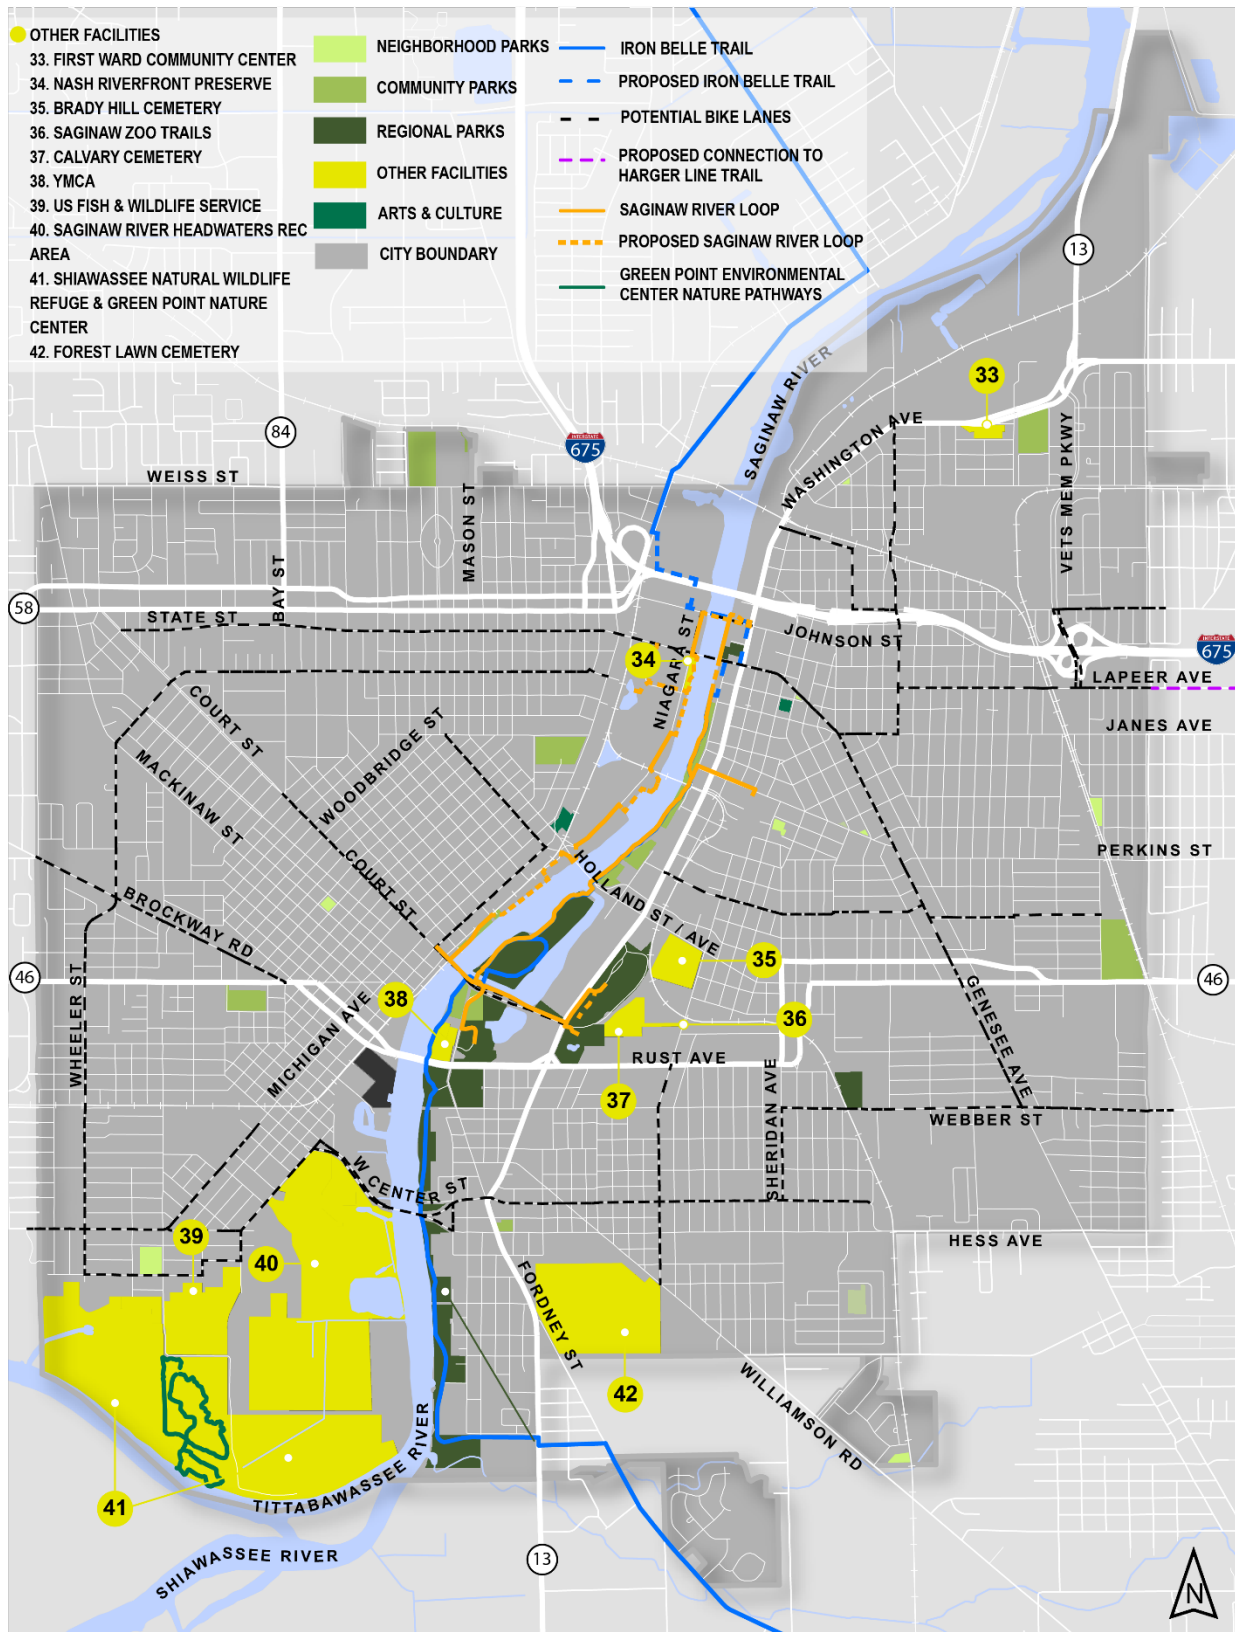 OTHER FACILITIES
33. FIRST WARD COMMUNITY CENTER
34. NASH RIVERFRONT PRESERVE
35. BRADY HILL CEMETERY
36. SAGINAW ZOO TRAILS
37. CALVARY CEMETERY
38. YMCA
39. US FISH & WILDLIFE SERVICE
40. SAGINAW RIVER HEADWATERS REC
AREA
41. SHIAWASSEE NATURAL WILDLIFE
REFUGE & GREEN POINT NATURE
CENTER
42. FOREST LAWN CEMETERY
NEIGHBORHOOD PARKS
COMMUNITY PARKS
REGIONAL PARKS
OTHER FACILITIES
ARTS & CULTURE
CITY BOUNDARY
IRON BELLE TRAIL
PROPOSED IRON BELLE TRAIL
POTENTIAL BIKE LANES
PROPOSED CONNECTION TO
HARGER LINE TRAIL
SAGINAW RIVER LOOP
PROPOSED SAGINAW RIVER LOOP
GREEN POINT ENVIRONMENTAL
CENTER NATURE PATHWAYS
13
33
SAGINAW RIVER
84
INTERSTATE
675
WASHINGTON AVE
WEISS ST
MASON ST
VETS MEM PKWY
BAY ST
58
STATE ST
NIAGARA ST
JOHNSON ST
INTERSTATE
675
34
LAPEER AVE
JANES AVE
COURT ST
WOODBRIDGE ST
MACKINAW ST
COURT ST
HOLLAND ST / AVE
PERKINS ST
BROCKWAY RD
46
35
46
38
36
GENESEE AVE
WHEELER ST
MICHIGAN AVE
RUST AVE
37
SHERIDAN AVE
WEBBER ST
W CENTER ST
39
40
HESS AVE
FORDNEY ST
42
WILLIAMSON RD
41
TITTABAWASSEE RIVER
SHIAWASSEE RIVER
13
N